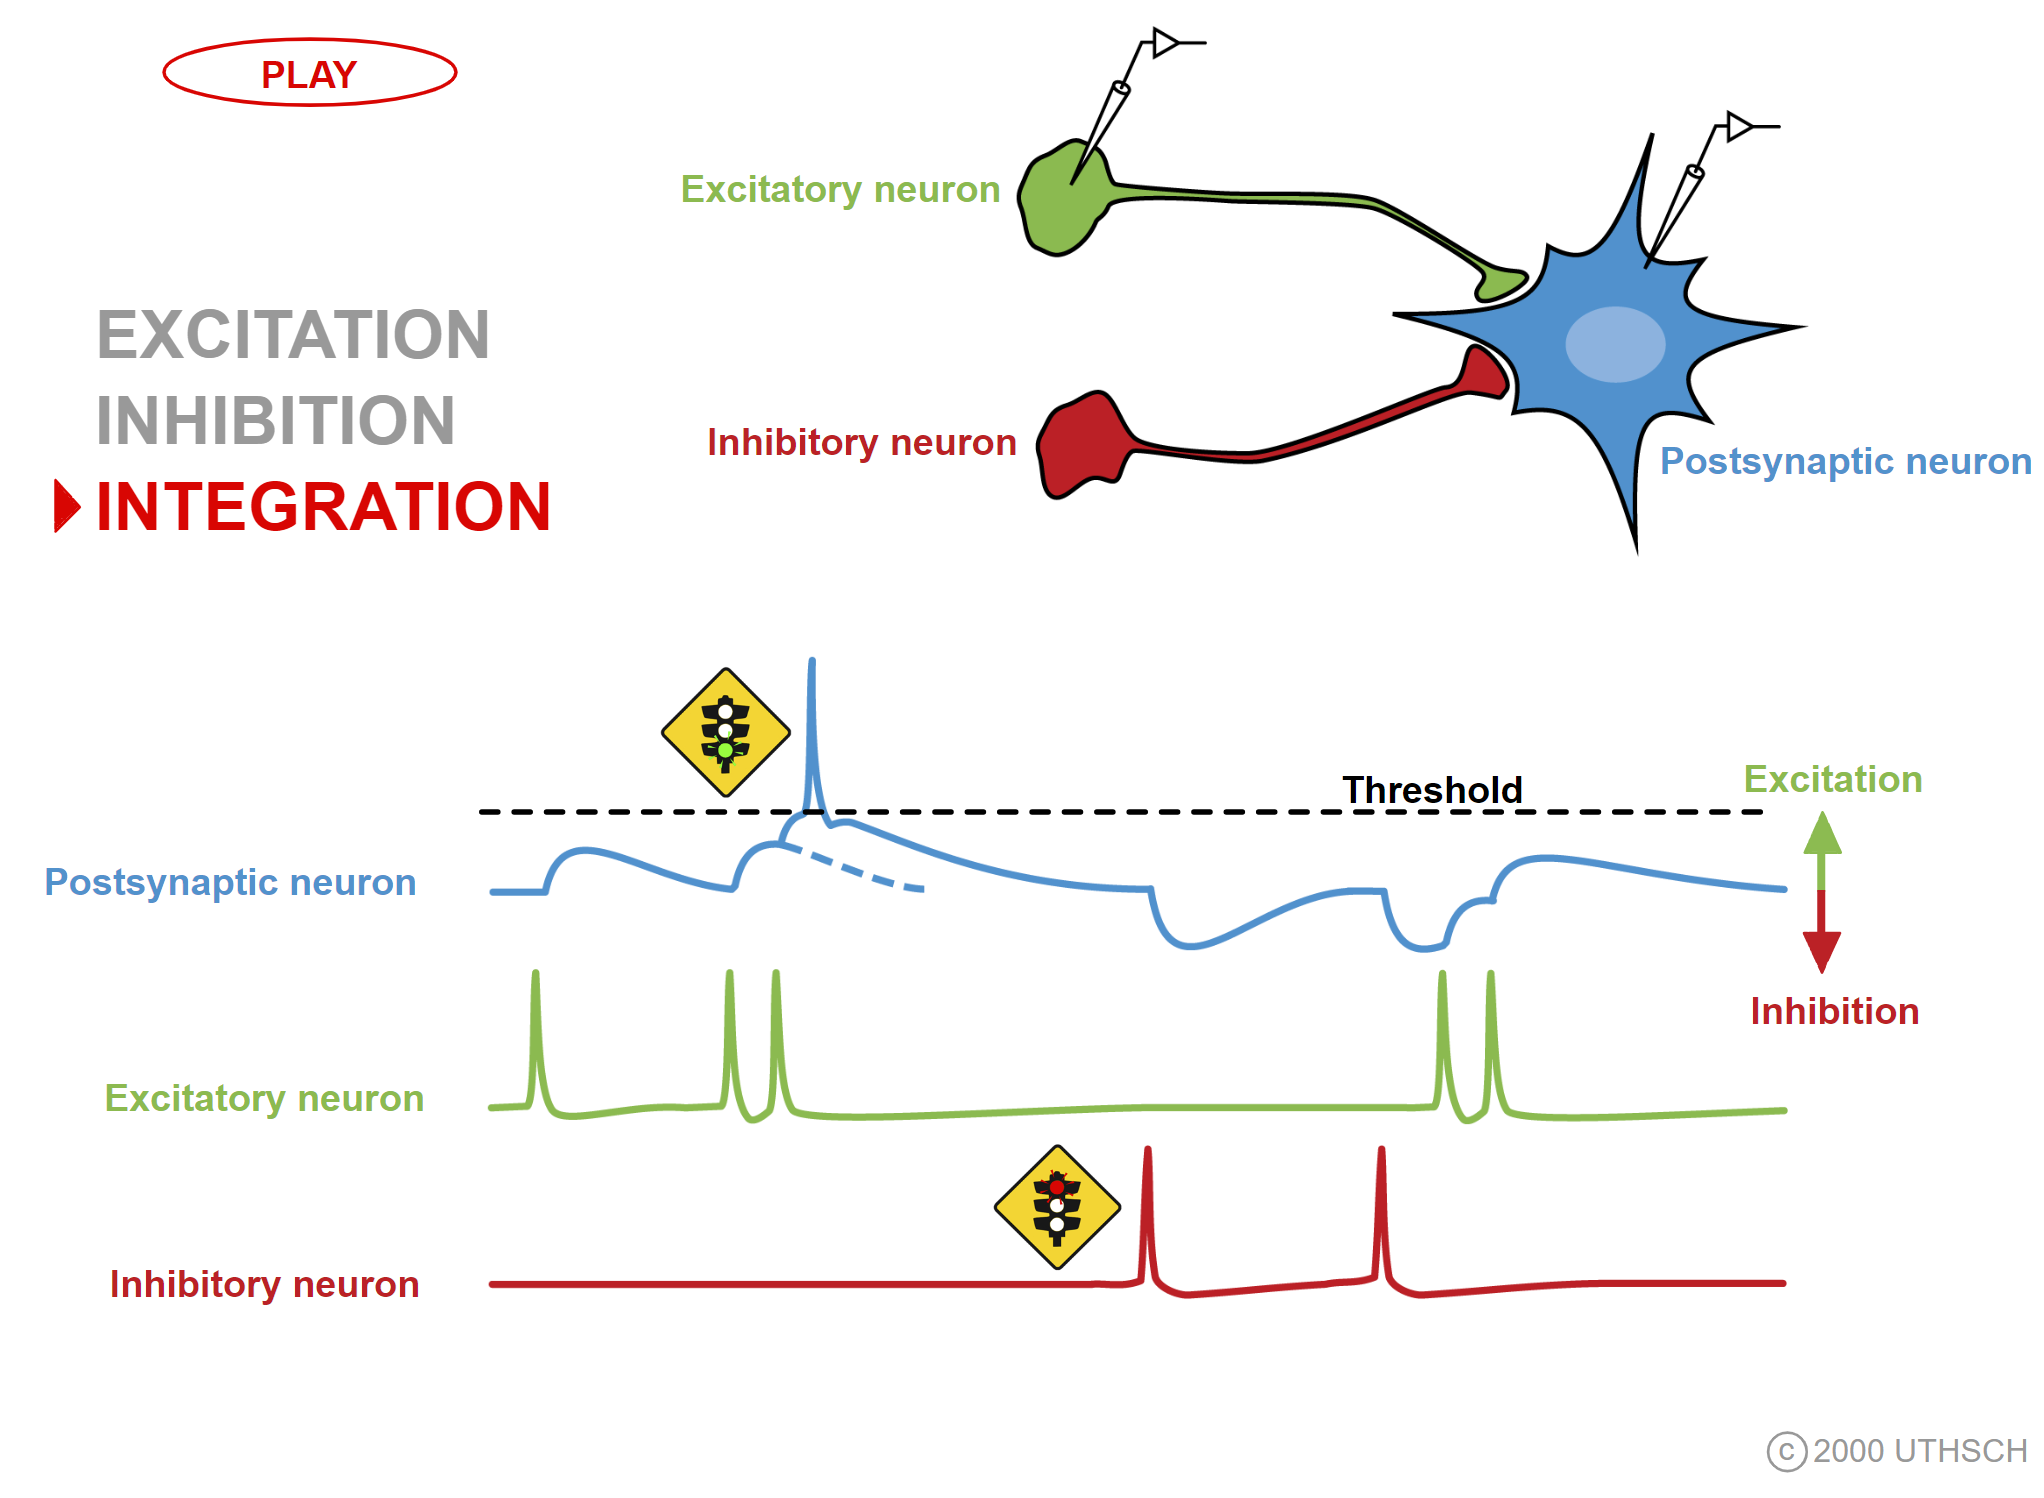 PLAY
Excitatory neuron
EXCITATION
INHIBITION
INTEGRATION
Inhibitory neuron
Postsynaptic neuron
Threshold
Excitation
Postsynaptic neuron
Inhibition
Excitatory neuron
Inhibitory neuron
© 2000 UTHSCH